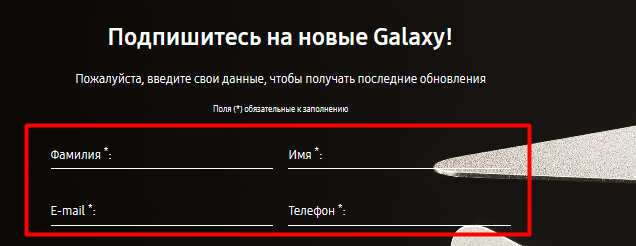 Подпишитесь на новые Galaxy!
Пожалуйста, введите свои данные, чтобы получать последние обновления
Поля (*) обязательные к заполнению
Фамилия *: Имя *:
E-mail *: Телефон *: